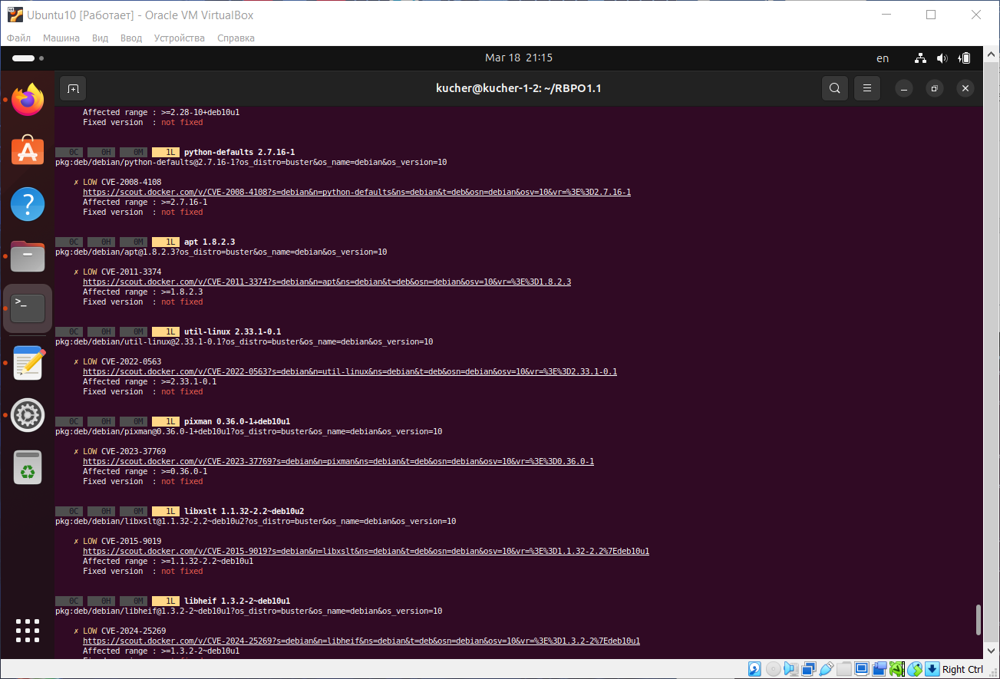 Ubuntu10 [Работает] - Oracle VM VirtualBox
Файл Машина Вид Ввод Устройства Справка
Mar 18 21:15
en
kucher@kucher-1-2: ~/RBPO1.1
Affected range : >=2.28-10+deb10u1
Fixed version : not fixed
0C 0H 0M 1L python-defaults 2.7.16-1
pkg:deb/debian/python-defaults@2.7.16-1?os_distro=buster&os_name=debian&os_version=10
✗ LOW CVE-2008-4108
https://scout.docker.com/v/CVE-2008-4108?s=debian&n=python-defaults&ns=debian&t=deb&osn=debian&osv=10&vr=%3E%3D2.7.16-1
Affected range : >=2.7.16-1
Fixed version : not fixed
0C 0H 0M 1L apt 1.8.2.3
pkg:deb/debian/apt@1.8.2.3?os_distro=buster&os_name=debian&os_version=10
✗ LOW CVE-2011-3374
https://scout.docker.com/v/CVE-2011-3374?s=debian&n=apt&ns=debian&t=deb&osn=debian&osv=10&vr=%3E%3D1.8.2.3
Affected range : >=1.8.2.3
Fixed version : not fixed
0C 0H 0M 1L util-linux 2.33.1-0.1
pkg:deb/debian/util-linux@2.33.1-0.1?os_distro=buster&os_name=debian&os_version=10
✗ LOW CVE-2022-0563
https://scout.docker.com/v/CVE-2022-0563?s=debian&n=util-linux&ns=debian&t=deb&osn=debian&osv=10&vr=%3E%3D2.33.1-0.1
Affected range : >=2.33.1-0.1
Fixed version : not fixed
0C 0H 0M 1L pixman 0.36.0-1+deb10u1
pkg:deb/debian/pixman@0.36.0-1+deb10u1?os_distro=buster&os_name=debian&os_version=10
✗ LOW CVE-2023-37769
https://scout.docker.com/v/CVE-2023-37769?s=debian&n=pixman&ns=debian&t=deb&osn=debian&osv=10&vr=%3E%3D0.36.0-1
Affected range : >=0.36.0-1
Fixed version : not fixed
0C 0H 0M 1L libxslt 1.1.32-2.2~deb10u2
pkg:deb/debian/libxslt@1.1.32-2.2~deb10u2?os_distro=buster&os_name=debian&os_version=10
✗ LOW CVE-2015-9019
https://scout.docker.com/v/CVE-2015-9019?s=debian&n=libxslt&ns=debian&t=deb&osn=debian&osv=10&vr=%3E%3D1.1.32-2.2%7Edeb10u1
Affected range : >=1.1.32-2.2~deb10u1
Fixed version : not fixed
0C 0H 0M 1L libheif 1.3.2-2~deb10u1
pkg:deb/debian/libheif@1.3.2-2~deb10u1?os_distro=buster&os_name=debian&os_version=10
✗ LOW CVE-2024-25269
https://scout.docker.com/v/CVE-2024-25269?s=debian&n=libheif&ns=debian&t=deb&osn=debian&osv=10&vr=%3E%3D1.3.2-2%7Edeb10u1
Affected range : >=1.3.2-2~deb10u1
Right Ctrl